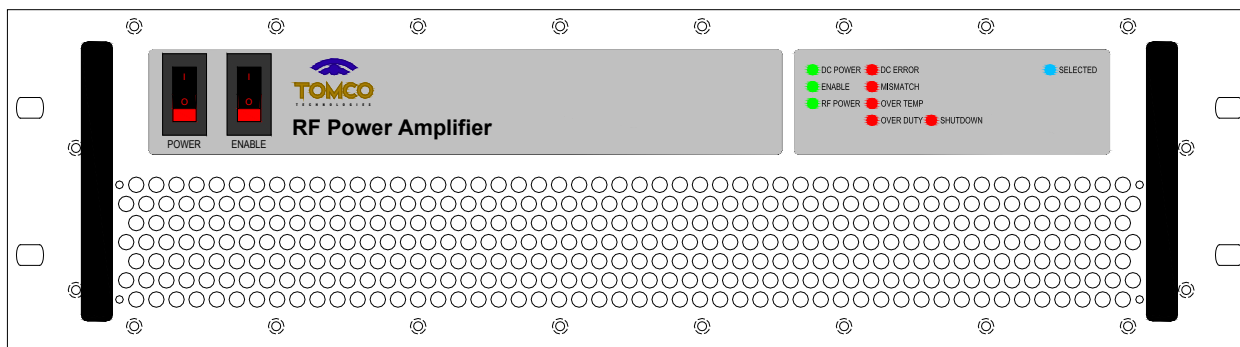 I I
O O
POWER ENABLE
TOMCO
TECHNOLOGIES
RF Power Amplifier
DC POWER DC ERROR SELECTED
ENABLE MISMATCH
RF POWER OVER TEMP
OVER DUTY SHUTDOWN